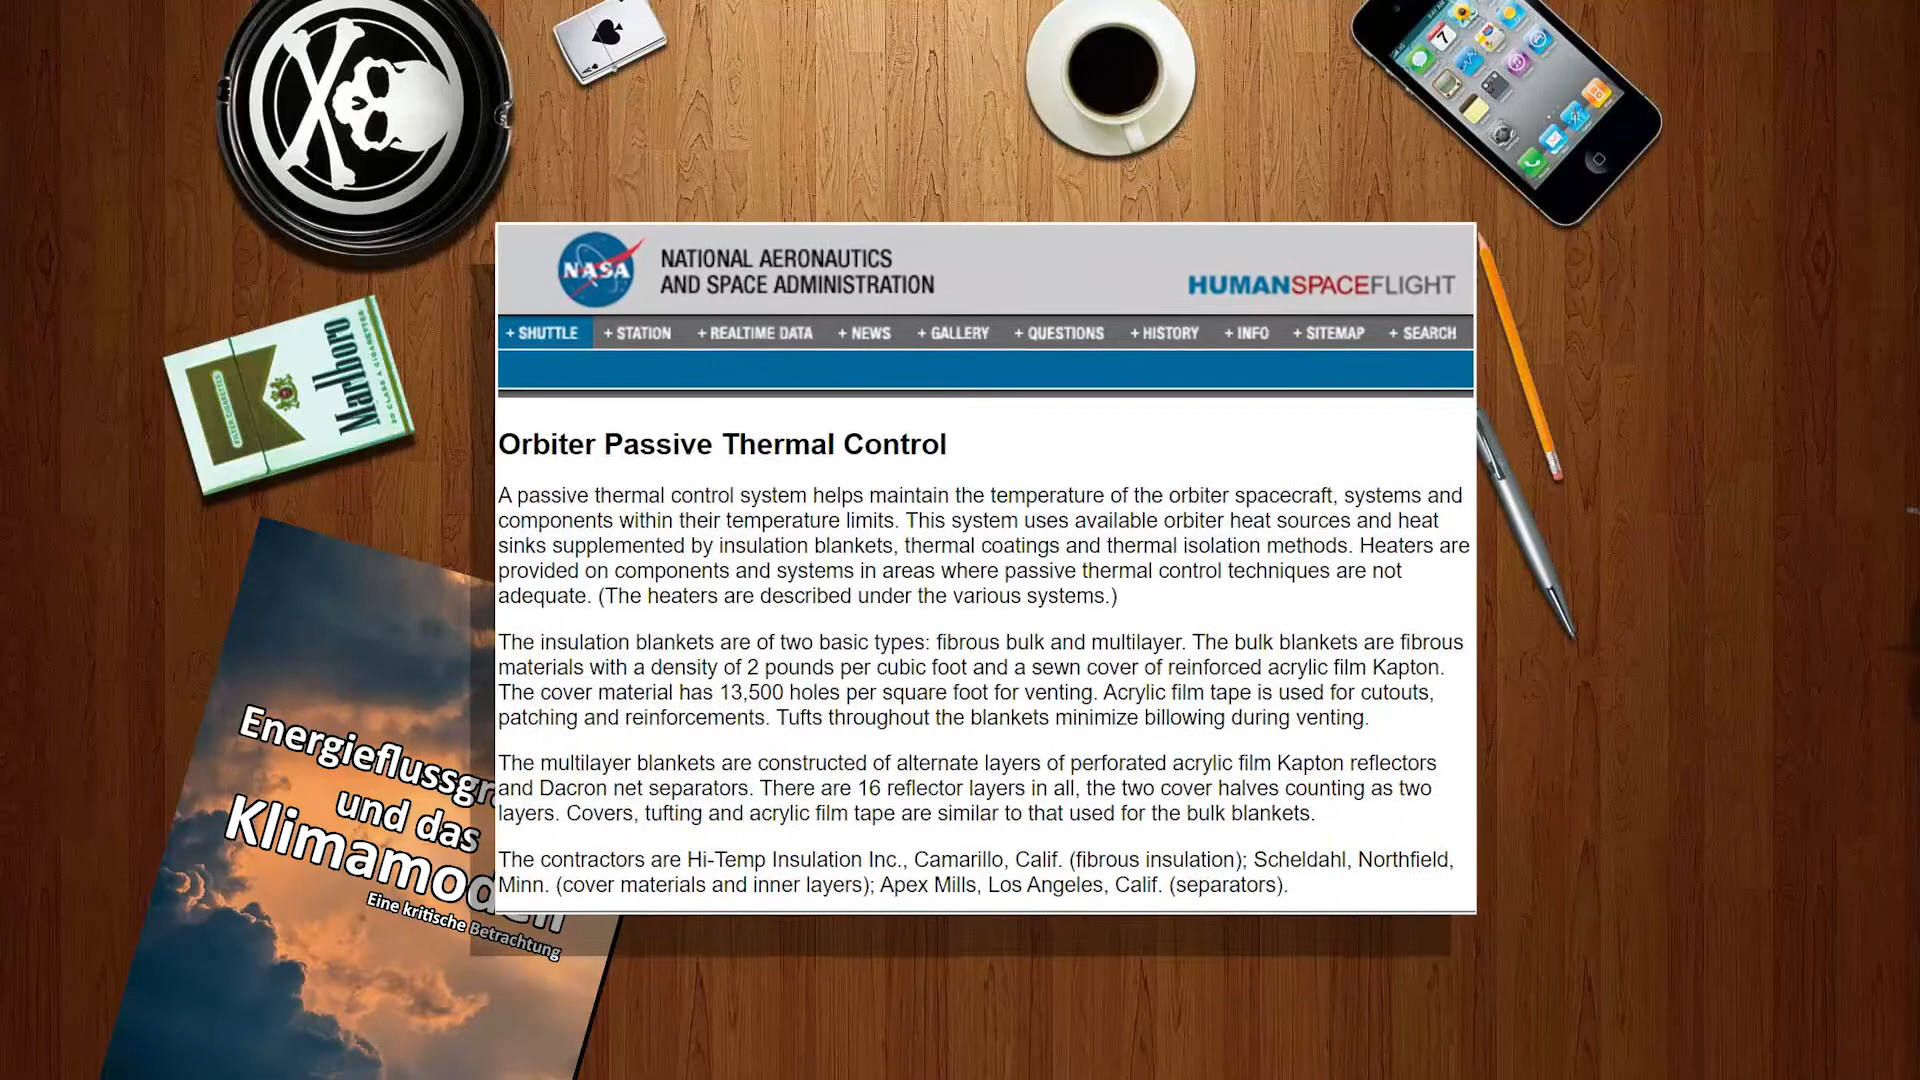 NASA
NATIONAL AERONAUTICS
AND SPACE ADMINISTRATION
HUMANSPACEFLIGHT
+ SHUTTLE + STATION + REALTIME DATA + NEWS + GALLERY + QUESTIONS + HISTORY + INFO + SITEMAP + SEARCH
Orbiter Passive Thermal Control
A passive thermal control system helps maintain the temperature of the orbiter spacecraft, systems and
components within their temperature limits. This system uses available orbiter heat sources and heat
sinks supplemented by insulation blankets, thermal coatings and thermal isolation methods. Heaters are
provided on components and systems in areas where passive thermal control techniques are not
adequate. (The heaters are described under the various systems.)
The insulation blankets are of two basic types: fibrous bulk and multilayer. The bulk blankets are fibrous
materials with a density of 2 pounds per cubic foot and a sewn cover of reinforced acrylic film Kapton.
The cover material has 13,500 holes per square foot for venting. Acrylic film tape is used for cutouts,
patching and reinforcements. Tufts throughout the blankets minimize billowing during venting.
The multilayer blankets are constructed of alternate layers of perforated acrylic film Kapton reflectors
and Dacron net separators. There are 16 reflector layers in all, the two cover halves counting as two
layers. Covers, tufting and acrylic film tape are similar to that used for the bulk blankets.
The contractors are Hi-Temp Insulation Inc., Camarillo, Calif. (fibrous insulation); Scheldahl, Northfield,
Minn. (cover materials and inner layers); Apex Mills, Los Angeles, Calif. (separators).
Marlboro
20 CLASS A CIGARETTES
FILTER CIGARETTES
Energieflussgr
und das
Klimamod
Eine kritische Betrachtung